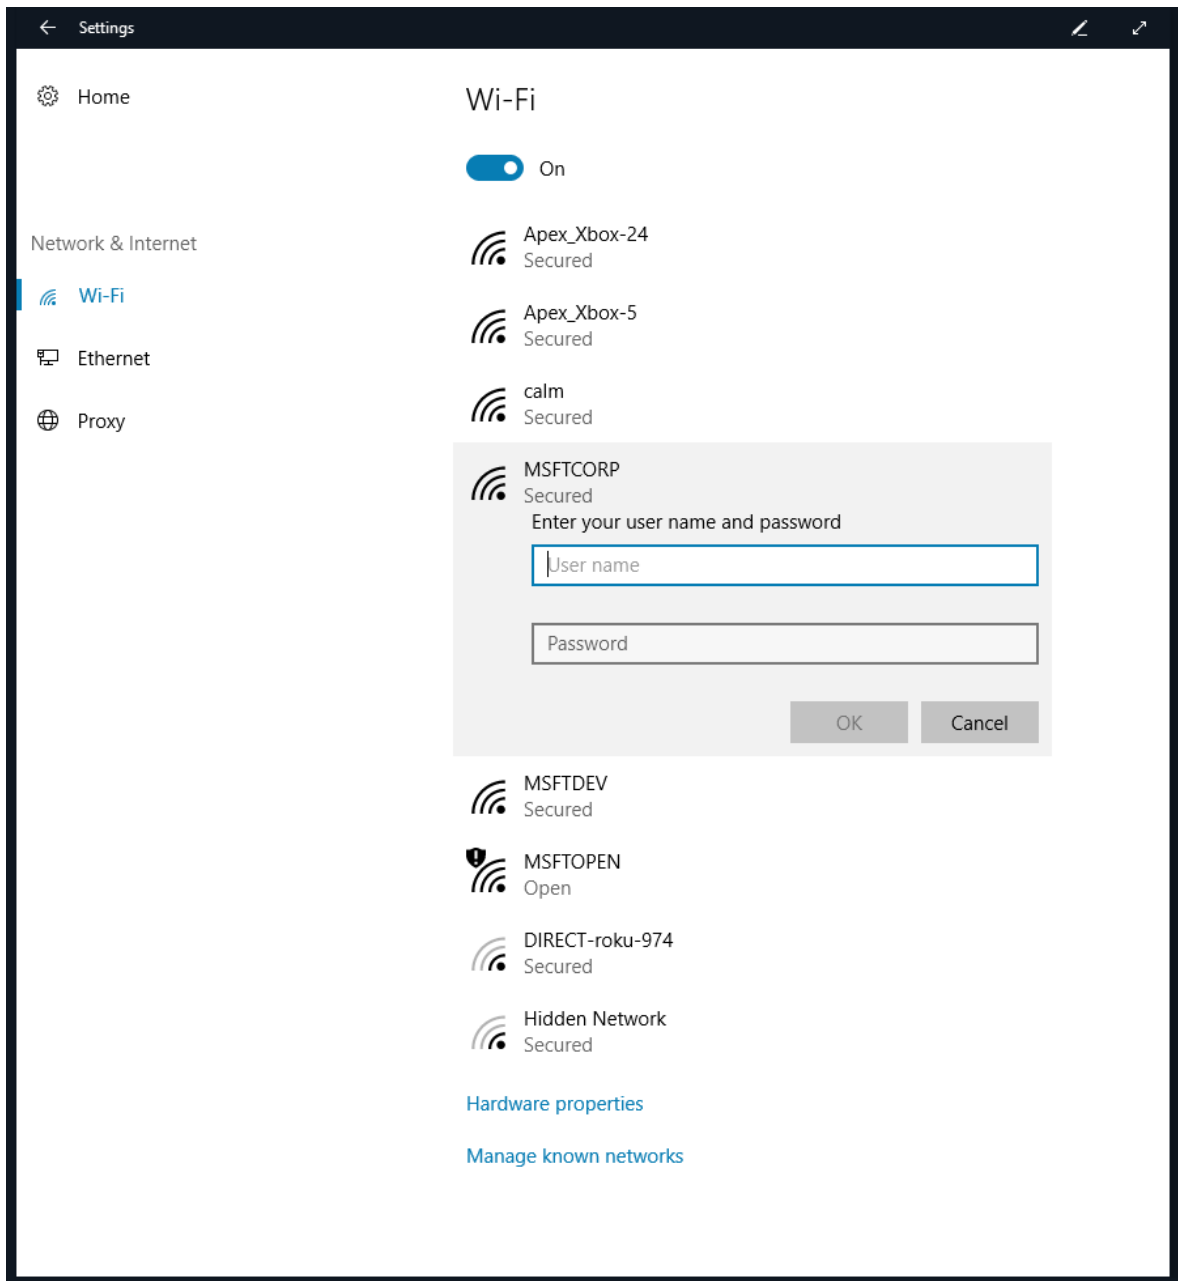 Settings
Home
Network & Internet
Wi-Fi
Ethernet
Proxy
Wi-Fi
On
Apex_Xbox-24
Secured
Apex_Xbox-5
Secured
calm
Secured
MSFTCORP
Secured
Enter your user name and password
User name
Password
OK
Cancel
MSFTDEV
Secured
MSFTOPEN
Open
DIRECT-roku-974
Secured
Hidden Network
Secured
Hardware properties
Manage known networks